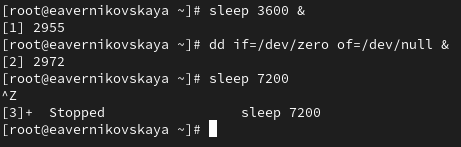 [root@eavernikovskaya ~]# sleep 3600 &
[1] 2955
[root@eavernikovskaya ~]# dd if=/dev/zero of=/dev/null &
[2] 2972
[root@eavernikovskaya ~]# sleep 7200
^Z
[3]+  Stopped                 sleep 7200
[root@eavernikovskaya ~]#